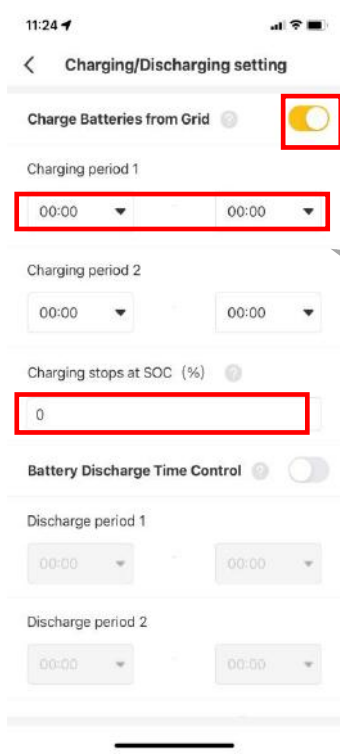 11:24
Charging/Discharging setting
Charge Batteries from Grid ?
Charging period 1
00:00 00:00
Charging period 2
00:00 00:00
Charging stops at SOC (%) ?
0
Battery Discharge Time Control ?
Discharge period 1
00:00 00:00
Discharge period 2
00:00 00:00